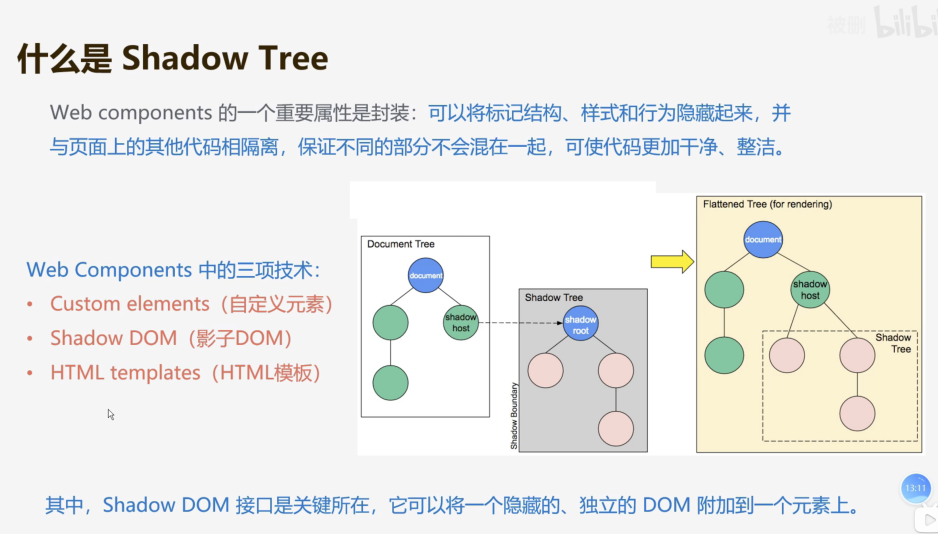 被删 bilibili
什么是 Shadow Tree
Web components 的一个重要属性是封装：可以将标记结构、样式和行为隐藏起来，并
与页面上的其他代码相隔离，保证不同的部分不会混在一起，可使代码更加干净、整洁。
Web Components 中的三项技术：
• Custom elements（自定义元素）
• Shadow DOM（影子DOM）
• HTML templates（HTML模板）
Document Tree
document
shadow
host
Shadow Tree
shadow
root
Shadow Boundary
Flattened Tree (for rendering)
document
shadow
host
Shadow
Tree
其中，Shadow DOM 接口是关键所在，它可以将一个隐藏的、独立的 DOM 附加到一个元素上。
13:11